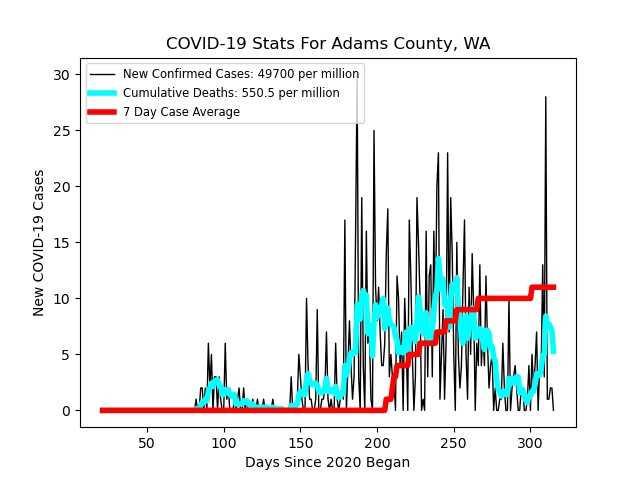 COVID-19 Stats For Adams County, WA
New Confirmed Cases: 49700 per million
Cumulative Deaths: 550.5 per million
7 Day Case Average
30
25
20
15
10
5
0
New COVID-19 Cases
50 100 150 200 250 300
Days Since 2020 Began